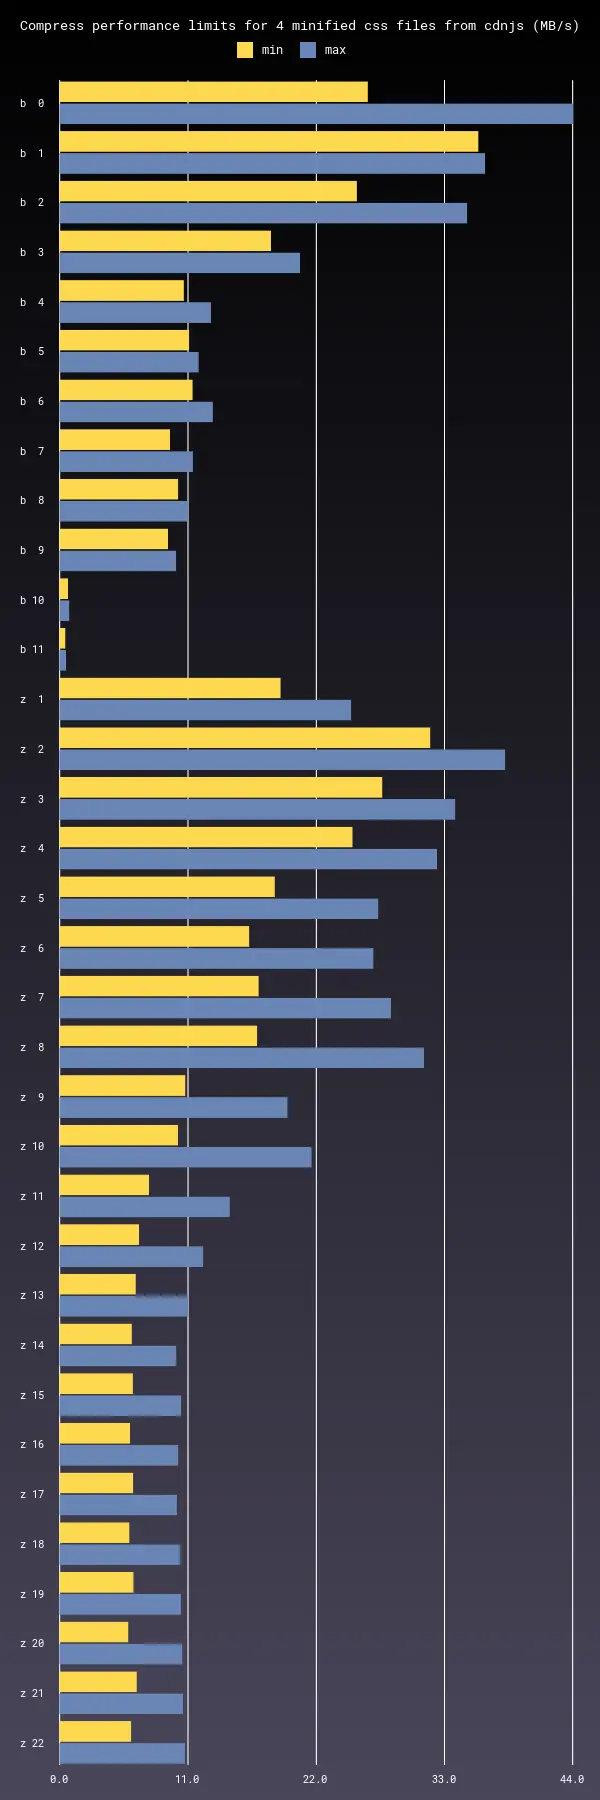 Compress performance limits for 4 minified css files from cdnjs (MB/s)
min max
b 0
b 1
b 2
b 3
b 4
b 5
b 6
b 7
b 8
b 9
b 10
b 11
z 1
z 2
z 3
z 4
z 5
z 6
z 7
z 8
z 9
z 10
z 11
z 12
z 13
z 14
z 15
z 16
z 17
z 18
z 19
z 20
z 21
z 22
0.0 11.0 22.0 33.0 44.0